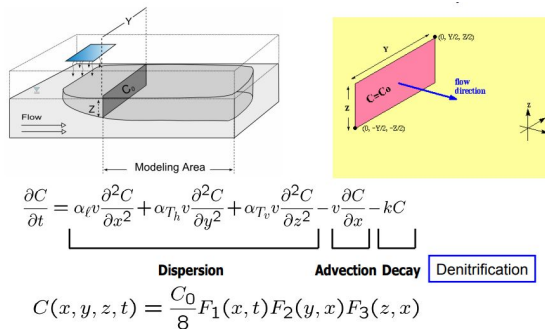 Y
C₀
Z
Flow
Modeling Area
(0, Y/2, Z/2)
Y
C=C₀
flow
direction
Z
(0, −Y/2, −Z/2)
z
∂C/∂t = α_ℓ v ∂²C/∂x² + α_{T_h} v ∂²C/∂y² + α_{T_v} v ∂²C/∂z² − v ∂C/∂x − kC
Dispersion Advection Decay Denitrification
C(x, y, z, t) = C₀/8 F₁(x, t)F₂(y, x)F₃(z, x)